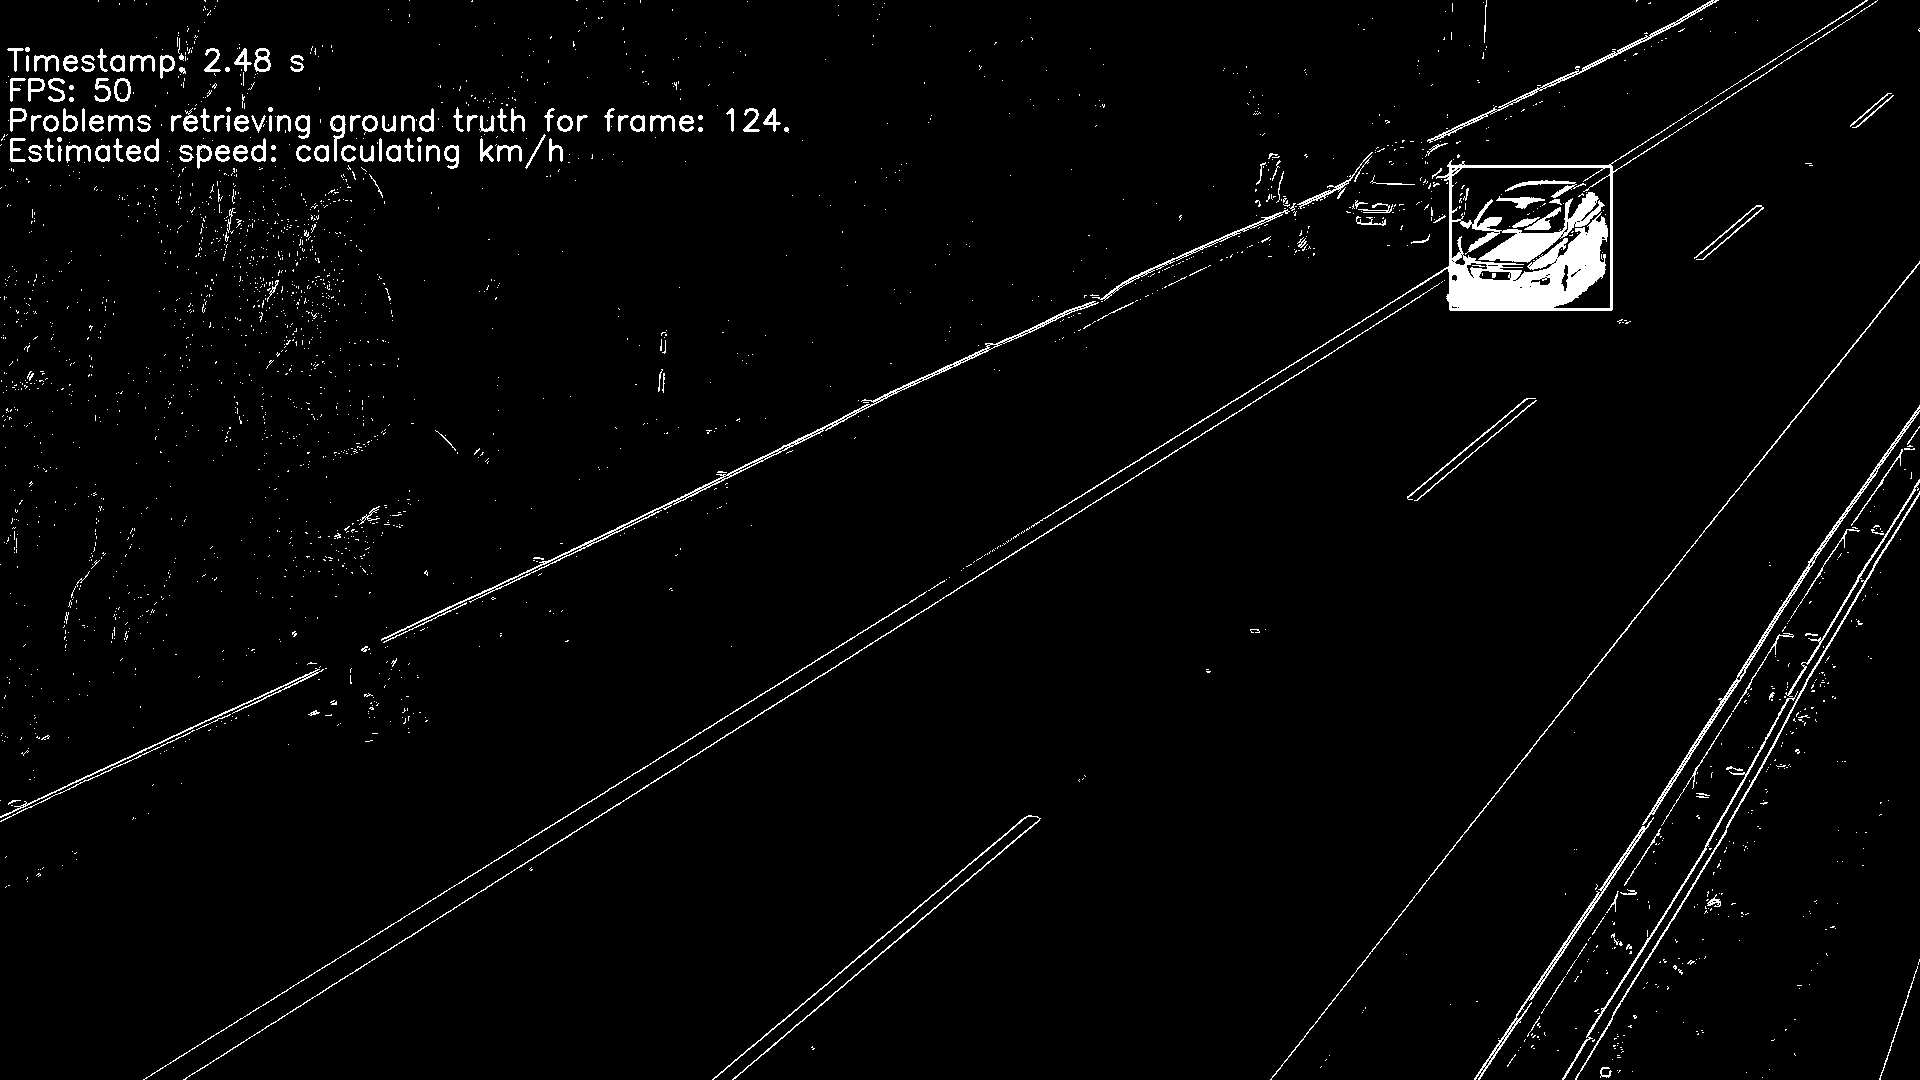 Timestamp: 2.48 s
FPS: 50
Problems retrieving ground truth for frame: 124.
Estimated speed: calculating km/h